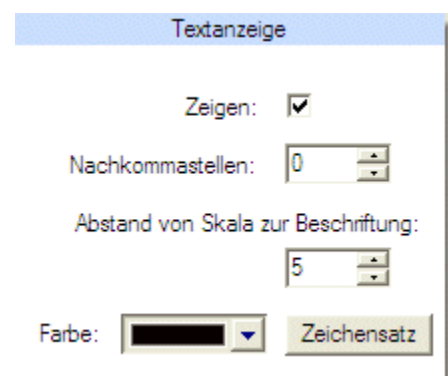 Textanzeige
Zeigen:
Nachkommastellen: 0
Abstand von Skala zur Beschriftung:
5
Farbe: Zeichensatz